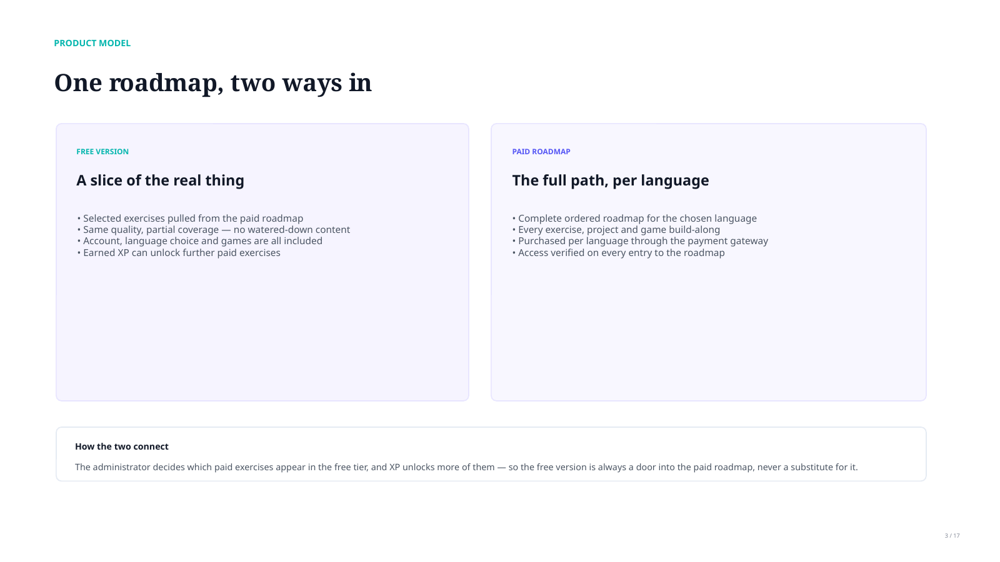 PRODUCT MODEL
One roadmap, two ways in
FREE VERSION
A slice of the real thing
• Selected exercises pulled from the paid roadmap
• Same quality, partial coverage — no watered-down content
• Account, language choice and games are all included
• Earned XP can unlock further paid exercises
PAID ROADMAP
The full path, per language
• Complete ordered roadmap for the chosen language
• Every exercise, project and game build-along
• Purchased per language through the payment gateway
• Access verified on every entry to the roadmap
How the two connect
The administrator decides which paid exercises appear in the free tier, and XP unlocks more of them — so the free version is always a door into the paid roadmap, never a substitute for it.
3 / 17